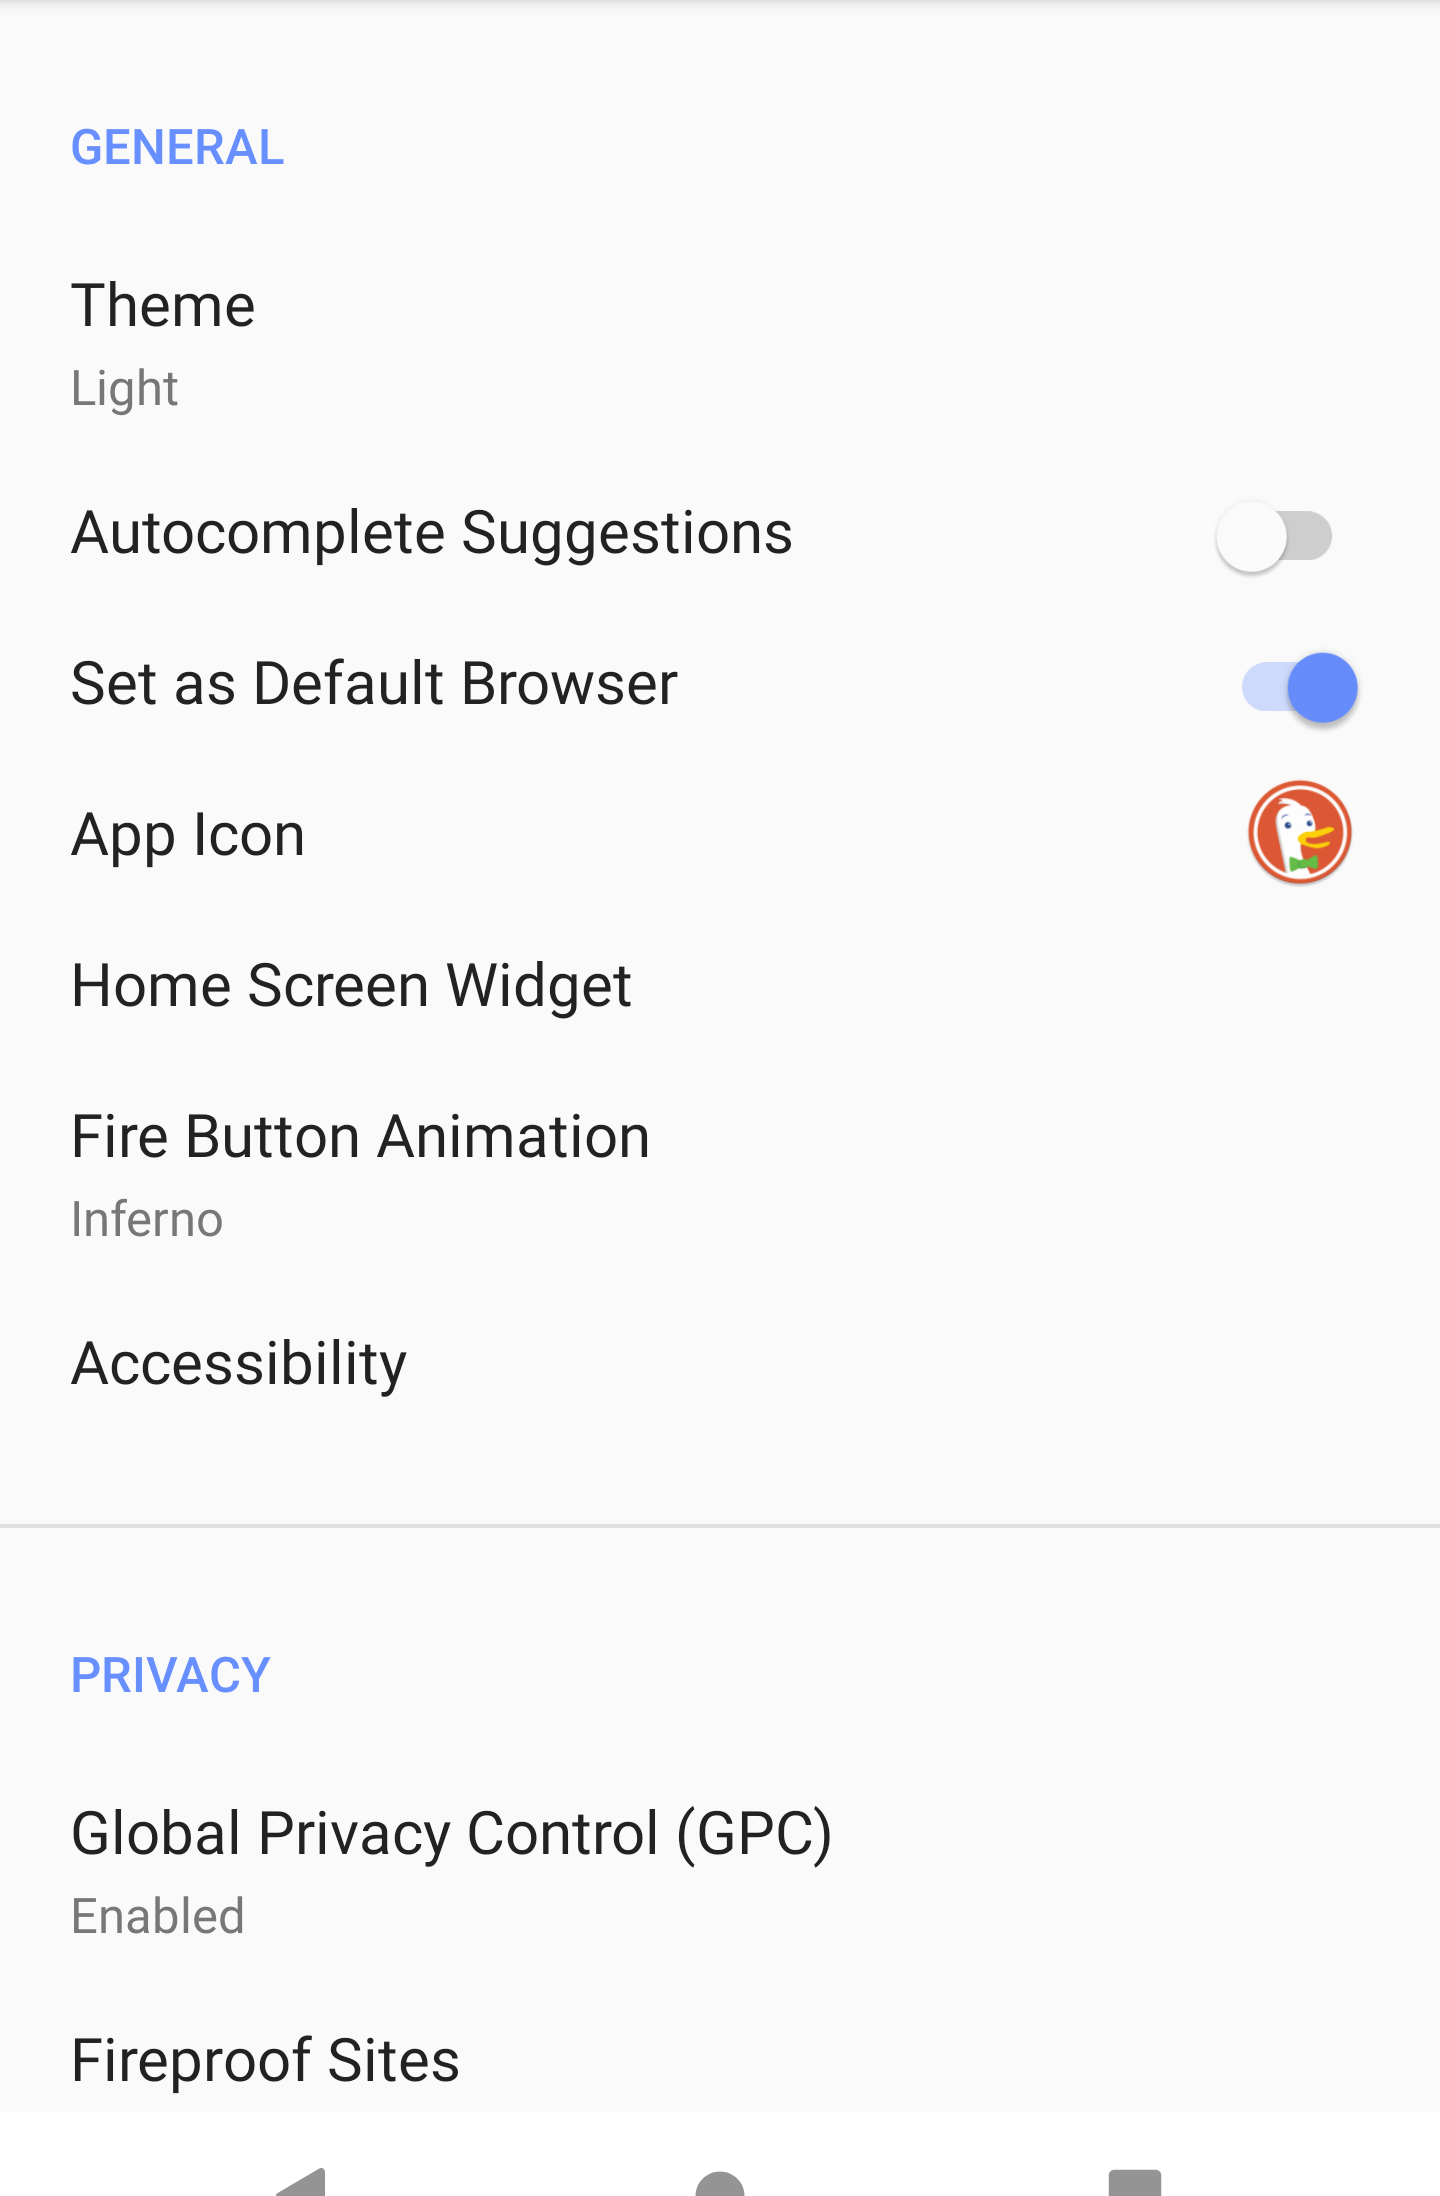 GENERAL
Theme
Light
Autocomplete Suggestions
Set as Default Browser
App Icon
Home Screen Widget
Fire Button Animation
Inferno
Accessibility
PRIVACY
Global Privacy Control (GPC)
Enabled
Fireproof Sites